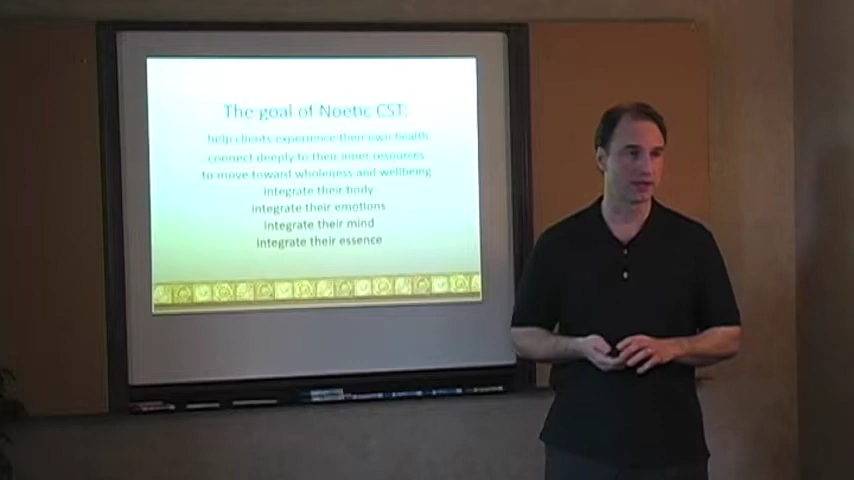 The goal of Noetic CST:
help clients experience their own health
connect deeply to their inner resources
to move toward wholeness and wellbeing
integrate their body
integrate their emotions
integrate their mind
integrate their essence